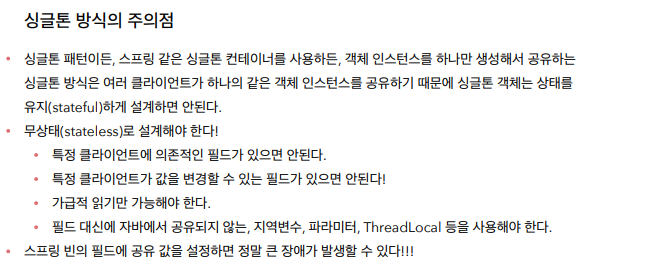 싱글톤 방식의 주의점
• 싱글톤 패턴이든, 스프링 같은 싱글톤 컨테이너를 사용하든, 객체 인스턴스를 하나만 생성해서 공유하는
싱글톤 방식은 여러 클라이언트가 하나의 같은 객체 인스턴스를 공유하기 때문에 싱글톤 객체는 상태를
유지(stateful)하게 설계하면 안된다.
• 무상태(stateless)로 설계해야 한다!
• 특정 클라이언트에 의존적인 필드가 있으면 안된다.
• 특정 클라이언트가 값을 변경할 수 있는 필드가 있으면 안된다!
• 가급적 읽기만 가능해야 한다.
• 필드 대신에 자바에서 공유되지 않는, 지역변수, 파라미터, ThreadLocal 등을 사용해야 한다.
• 스프링 빈의 필드에 공유 값을 설정하면 정말 큰 장애가 발생할 수 있다!!!